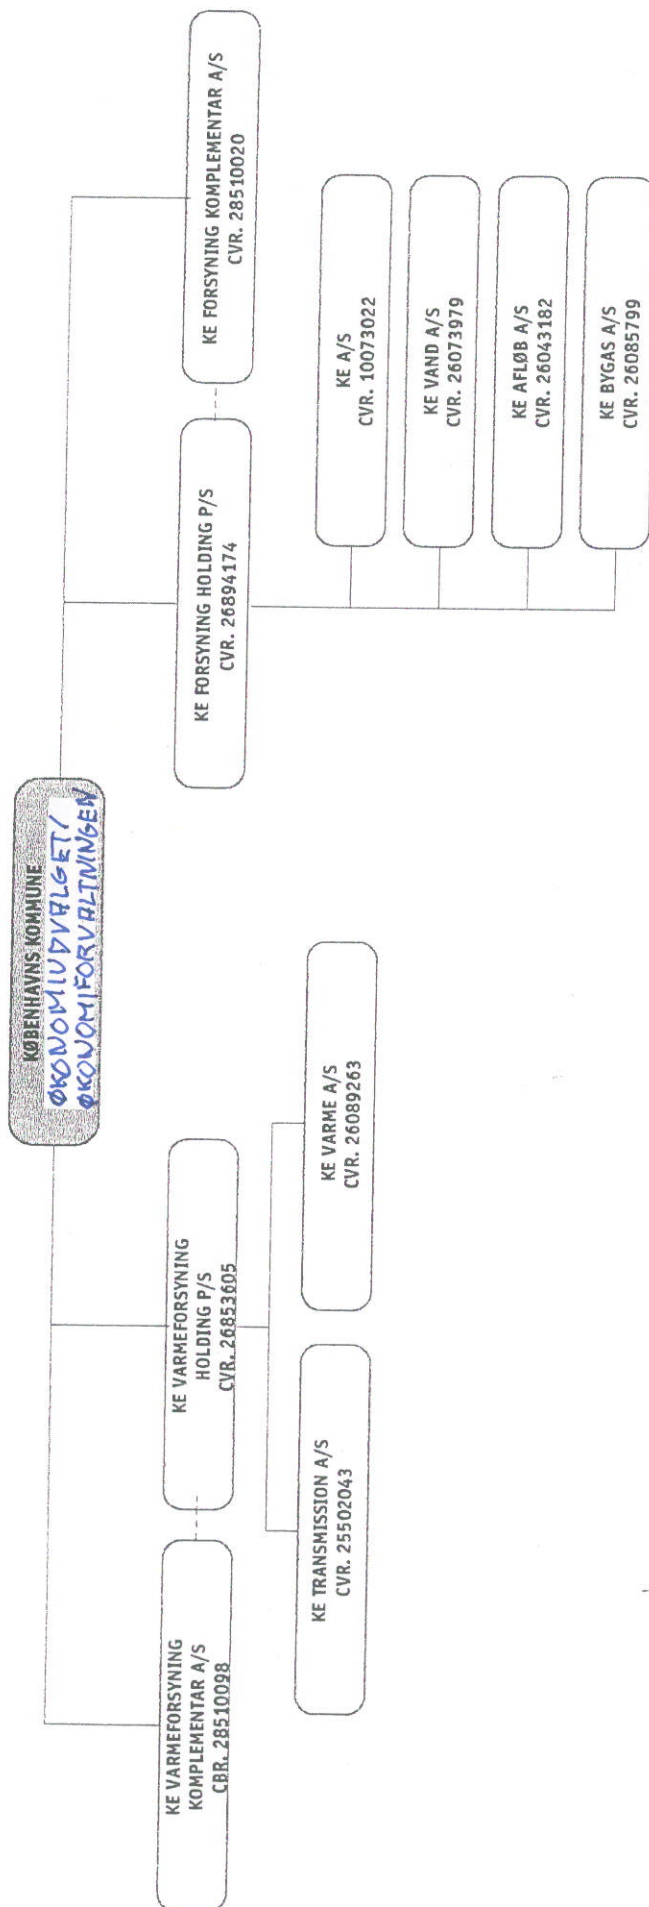 KØBENHAVNS KOMMUNE
ØKONOMIUDVALGET/
ØKONOMIFORVALTNINGEN
KE VARMEFORSYNING
KOMPLEMENTAR A/S
CBR. 28510098
KE VARMEFORSYNING
HOLDING P/S
CVR. 26853605
KE FORSYNING HOLDING P/S
CVR. 26894174
KE FORSYNING KOMPLEMENTAR A/S
CVR. 28510020
KE TRANSMISSION A/S
CVR. 25502043
KE VARME A/S
CVR. 26089263
KE A/S
CVR. 10073022
KE VAND A/S
CVR. 26073979
KE AFLØB A/S
CVR. 26043182
KE BYGAS A/S
CVR. 26085799